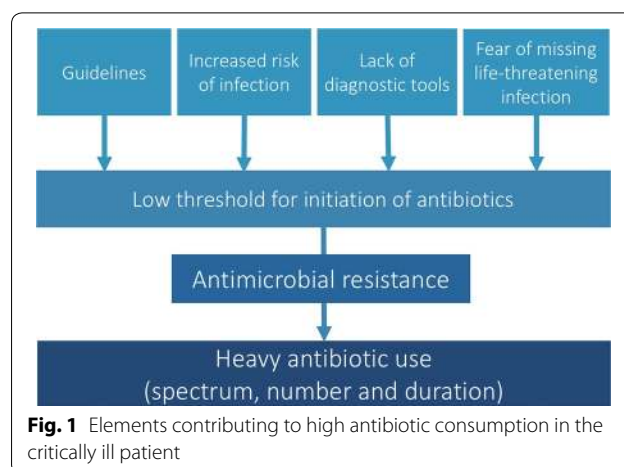 Guidelines
Increased risk
of infection
Lack of
diagnostic tools
Fear of missing
life-threatening
infection
Low threshold for initiation of antibiotics
Antimicrobial resistance
Heavy antibiotic use
(spectrum, number and duration)
Fig. 1 Elements contributing to high antibiotic consumption in the
critically ill patient